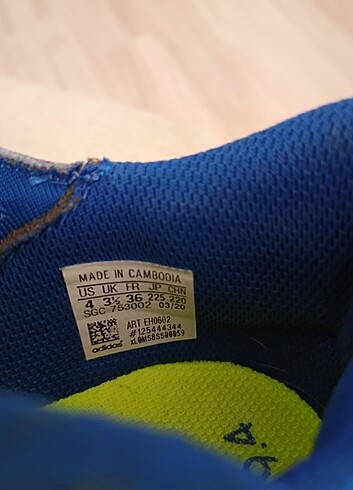 MADE IN CAMBODIA
US UK FR JP CHN
4 3½ 36 225 220
SGC 753002 03/20
ART EH0602
#125444344
adidas